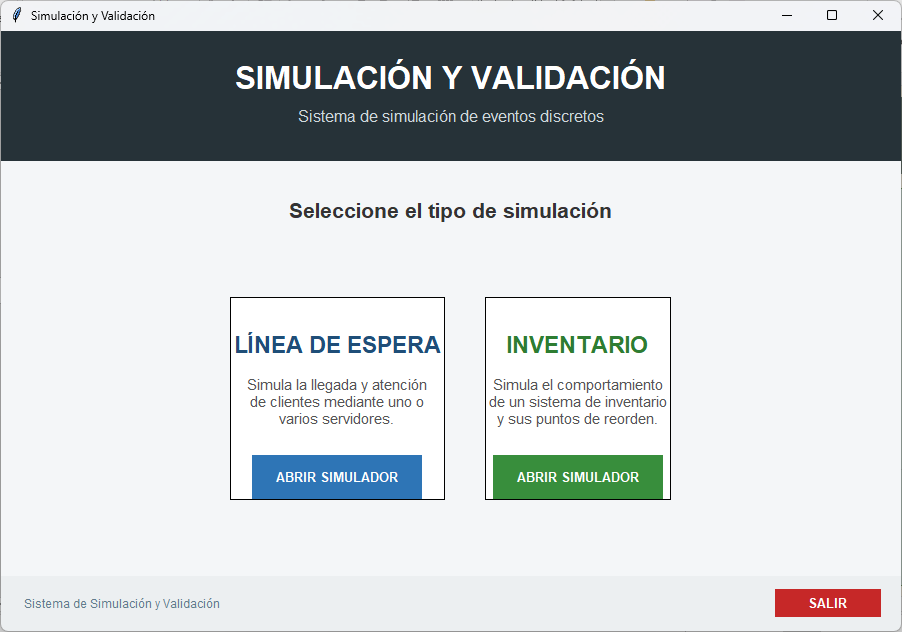 Simulación y Validación
SIMULACIÓN Y VALIDACIÓN
Sistema de simulación de eventos discretos
Seleccione el tipo de simulación
LÍNEA DE ESPERA
Simula la llegada y atención
de clientes mediante uno o
varios servidores.
ABRIR SIMULADOR
INVENTARIO
Simula el comportamiento
de un sistema de inventario
y sus puntos de reorden.
ABRIR SIMULADOR
Sistema de Simulación y Validación
SALIR